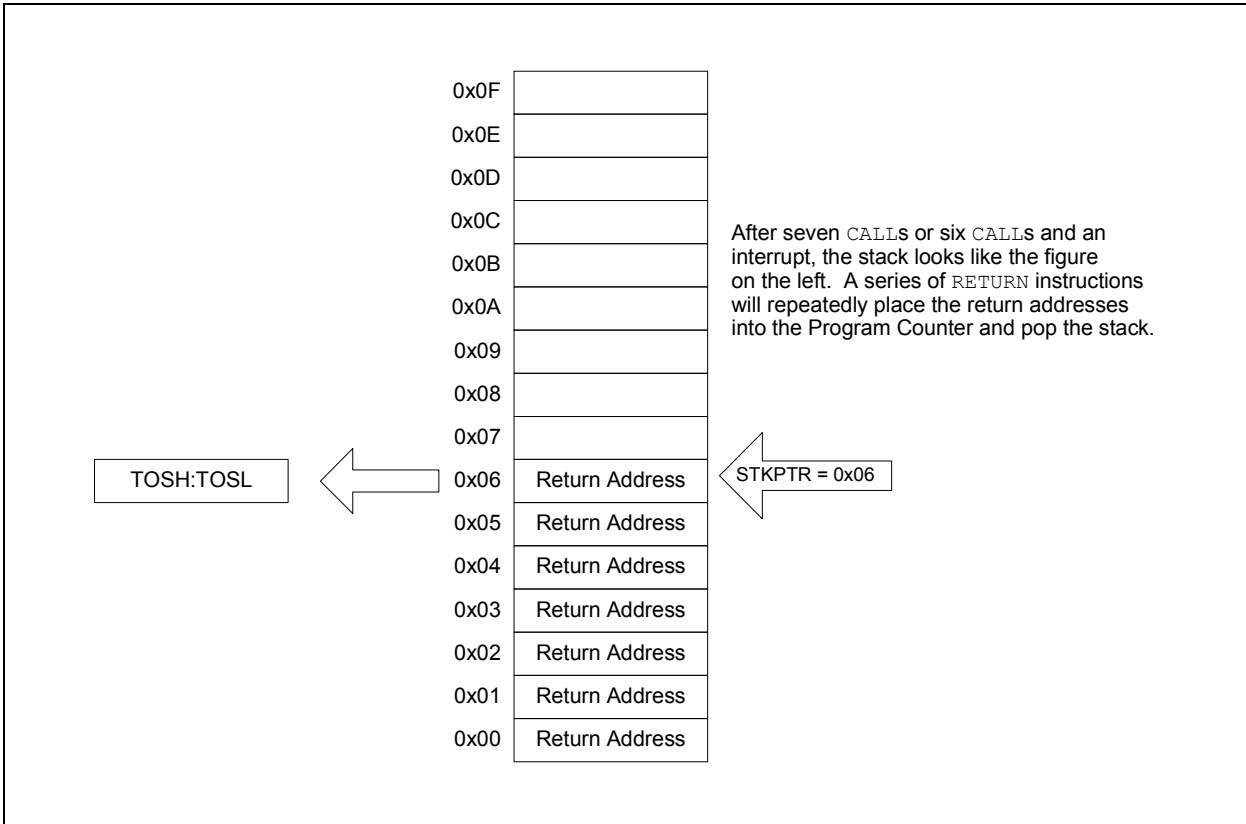 0x0F
0x0E
0x0D
0x0C
0x0B
0x0A
0x09
0x08
0x07
After seven CALLs or six CALLs and an
interrupt, the stack looks like the figure
on the left. A series of RETURN instructions
will repeatedly place the return addresses
into the Program Counter and pop the stack.
TOSH:TOSL
0x06 Return Address
STKPTR = 0x06
0x05 Return Address
0x04 Return Address
0x03 Return Address
0x02 Return Address
0x01 Return Address
0x00 Return Address